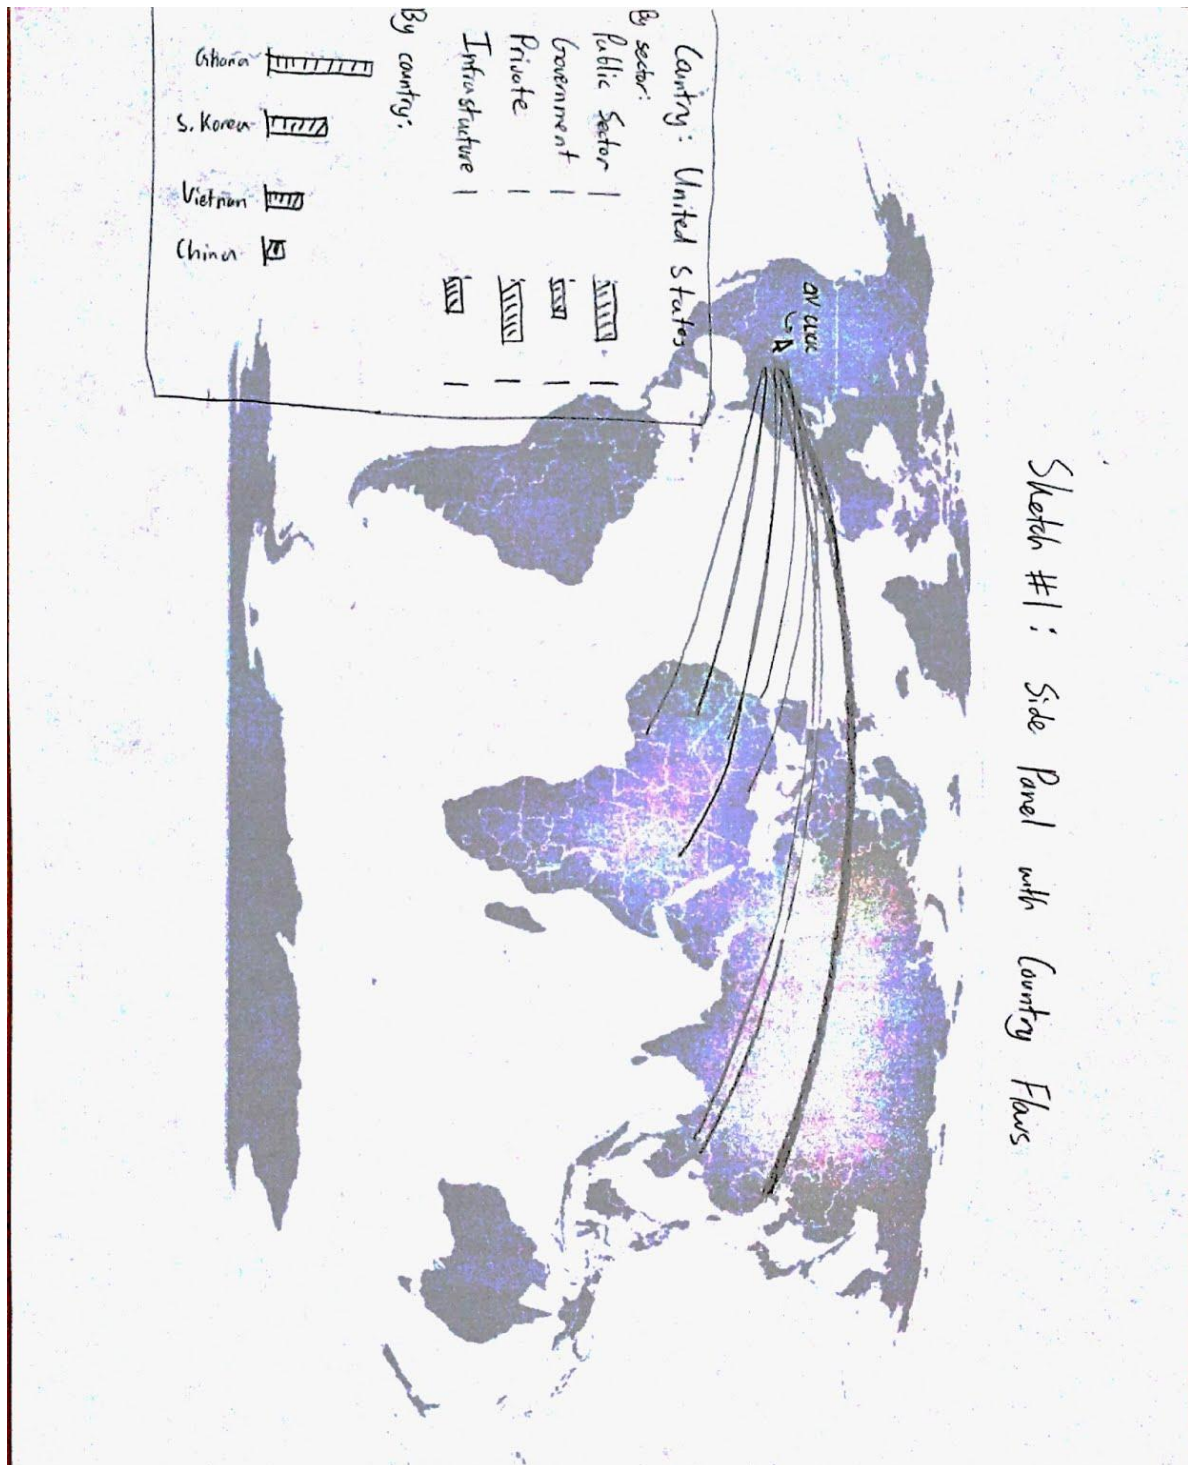 Sketch #1: Side Panel with Country Flows
ON CLICK
Country: United States
By sector:
Public Sector
Government
Private
Infrastucture
By country:
Ghana
S. Korea
Vietnam
China